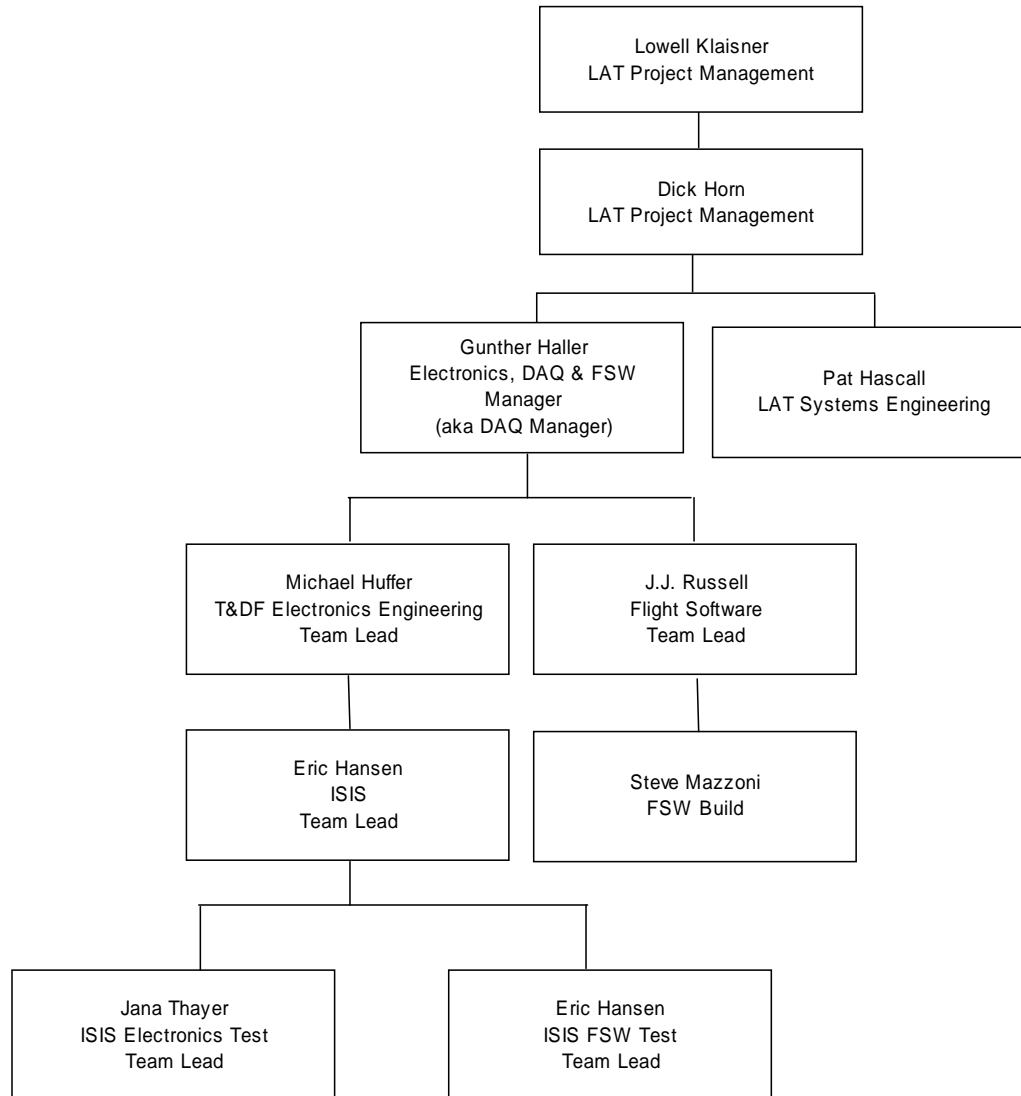 Lowell Klaisner
LAT Project Management
Dick Horn
LAT Project Management
Gunther Haller
Electronics, DAQ & FSW
Manager
(aka DAQ Manager)
Pat Hascall
LAT Systems Engineering
Michael Huffer
T&DF Electronics Engineering
Team Lead
J.J. Russell
Flight Software
Team Lead
Eric Hansen
ISIS
Team Lead
Steve Mazzoni
FSW Build
Jana Thayer
ISIS Electronics Test
Team Lead
Eric Hansen
ISIS FSW Test
Team Lead